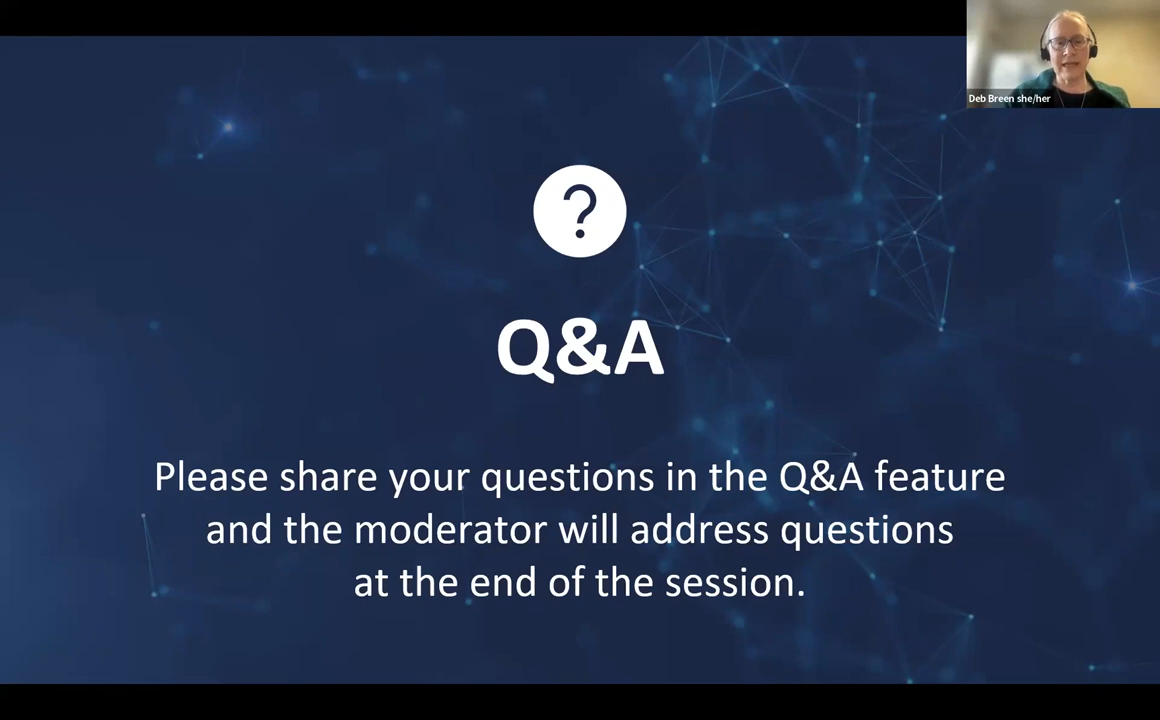 Deb Breen she/her
?
Q&A
Please share your questions in the Q&A feature
and the moderator will address questions
at the end of the session.